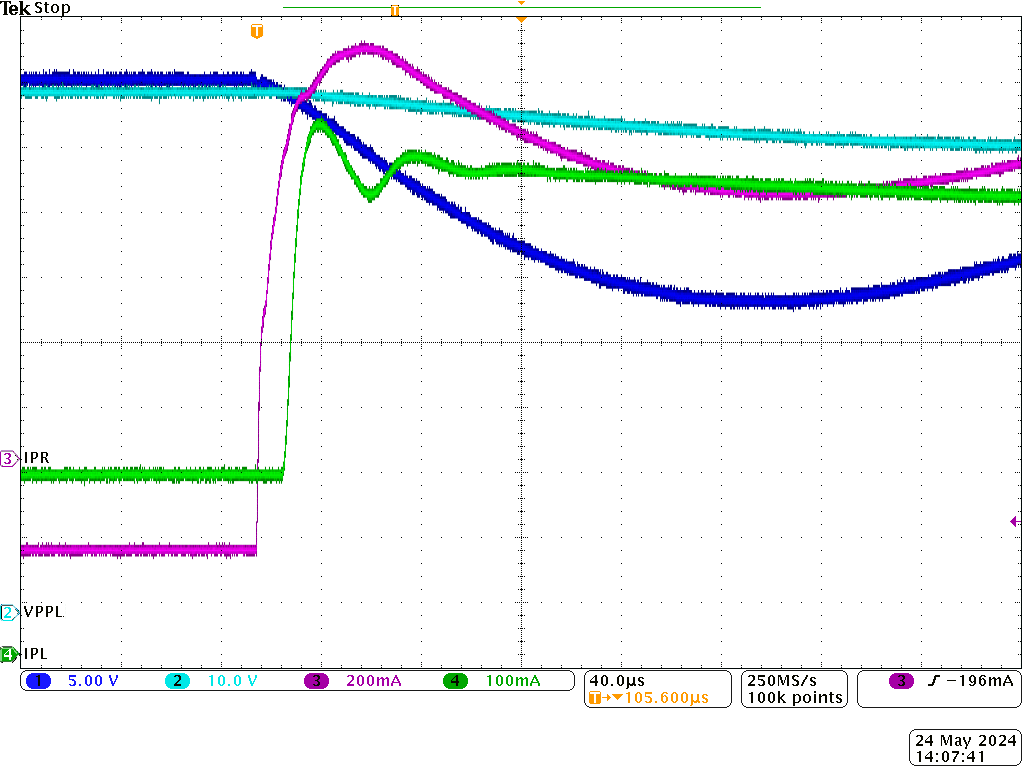 Tek Stop
T
T
3 IPR
2 VPPL
4 IPL
1 5.00 V 2 10.0 V 3 200mA 4 100mA
40.0µs
T→▼105.600µs
250MS/s
100k points
3 ƒ −196mA
24 May 2024
14:07:41